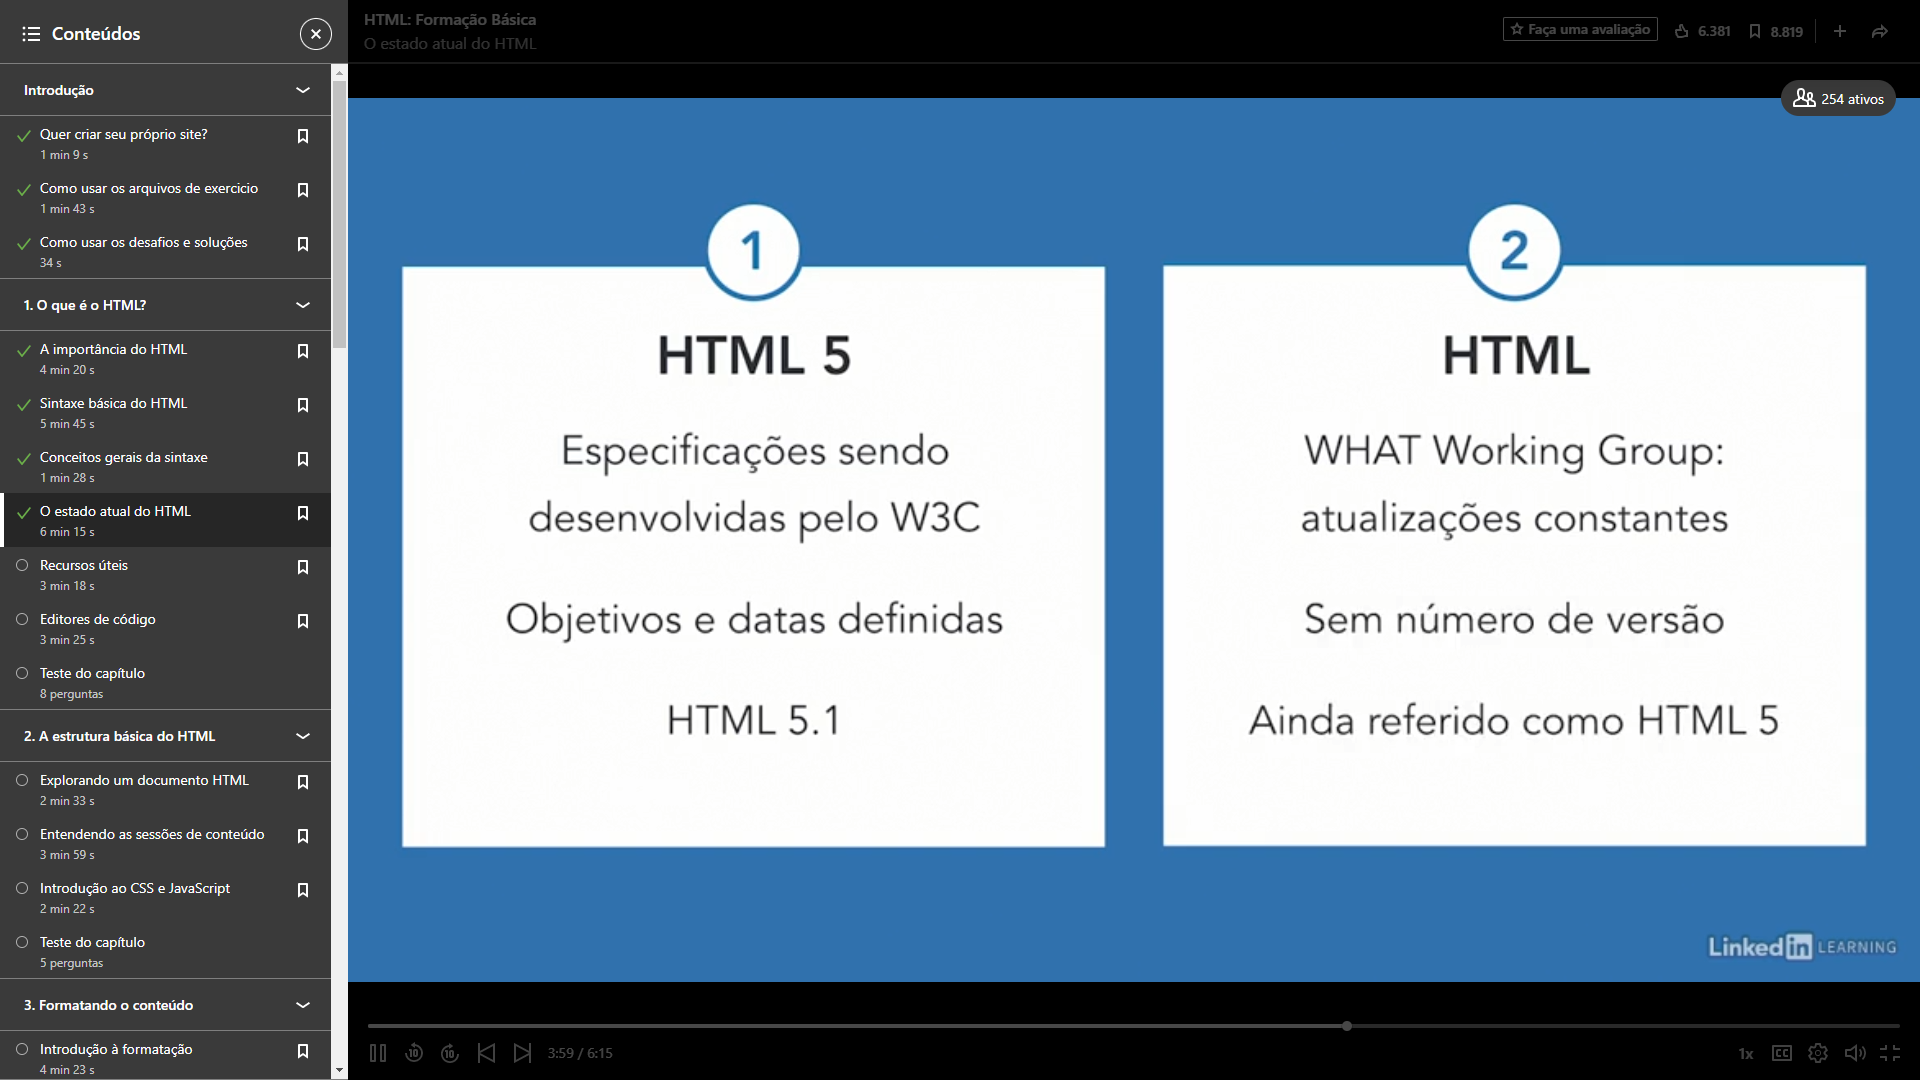 Conteúdos
Introdução
Quer criar seu próprio site?
1 min 9 s
Como usar os arquivos de exercicio
1 min 43 s
Como usar os desafios e soluções
34 s
1. O que é o HTML?
A importância do HTML
4 min 20 s
Sintaxe básica do HTML
5 min 45 s
Conceitos gerais da sintaxe
1 min 28 s
O estado atual do HTML
6 min 15 s
Recursos úteis
3 min 18 s
Editores de código
3 min 25 s
Teste do capítulo
8 perguntas
2. A estrutura básica do HTML
Explorando um documento HTML
2 min 33 s
Entendendo as sessões de conteúdo
3 min 59 s
Introdução ao CSS e JavaScript
2 min 22 s
Teste do capítulo
5 perguntas
3. Formatando o conteúdo
Introdução à formatação
4 min 23 s
HTML: Formação Básica
O estado atual do HTML
Faça uma avaliação
6.381
8.819
254 ativos
1
HTML 5
Especificações sendo
desenvolvidas pelo W3C
Objetivos e datas definidas
HTML 5.1
2
HTML
WHAT Working Group:
atualizações constantes
Sem número de versão
Ainda referido como HTML 5
Linked in LEARNING
10
10
3:59 / 6:15
1x
CC